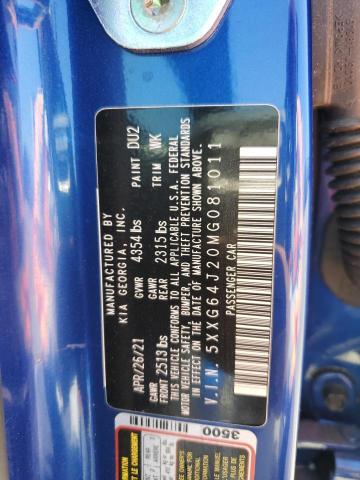 MANUFACTURED BY
KIA GEORGIA, INC.
PAINT DU2
APR/26/21 GVWR 4354 lbs
TRIM WK
GAWR FRONT 2513 lbs GAWR REAR 2315 lbs
THIS VEHICLE CONFORMS TO ALL APPLICABLE U.S.A. FEDERAL
MOTOR VEHICLE SAFETY, BUMPER, AND THEFT PREVENTION STANDARDS
IN EFFECT ON THE DATE OF MANUFACTURE SHOWN ABOVE.
V.I.N. 5XXG64J20MG081011
PASSENGER CAR
3500
LE CHARGEMENT